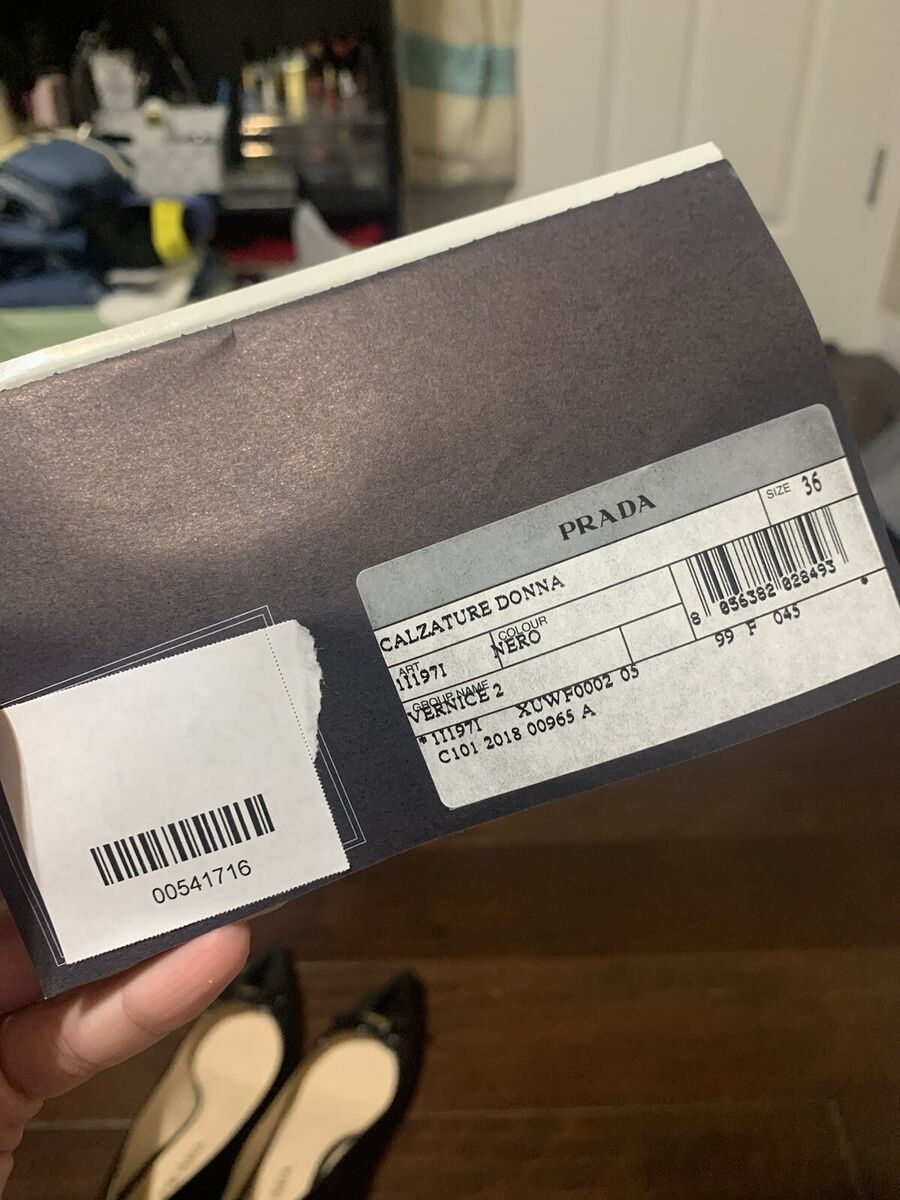 PRADA
SIZE 36
CALZATURE DONNA
8 056382 028493
ART
COLOUR
111971 NERO
GROUP NAME
VERNICE 2
99 F 045 *
* 111971 XUWF0002 05
C101 2018 00965 A
00541716